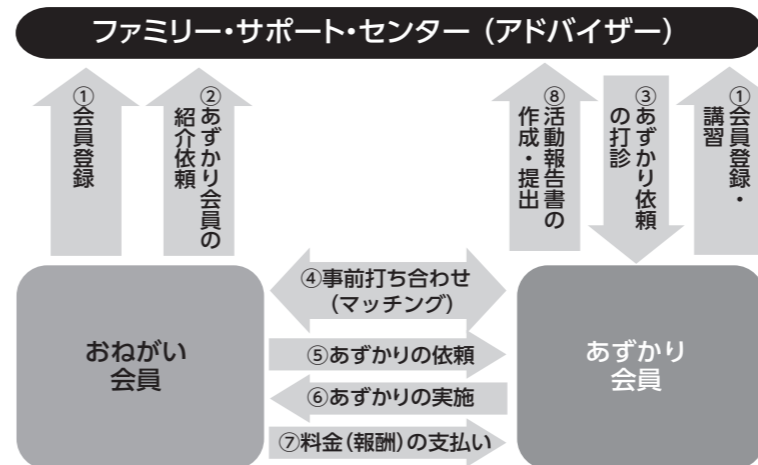 ファミリー・サポート・センター（アドバイザー）
①会員登録
②あずかり会員の
紹介依頼
⑧活動報告書の
作成・提出
③あずかり依頼
の打診
①会員登録・
講習
④事前打ち合わせ
（マッチング）
おねがい
会員
⑤あずかりの依頼
⑥あずかりの実施
⑦料金（報酬）の支払い
あずかり
会員